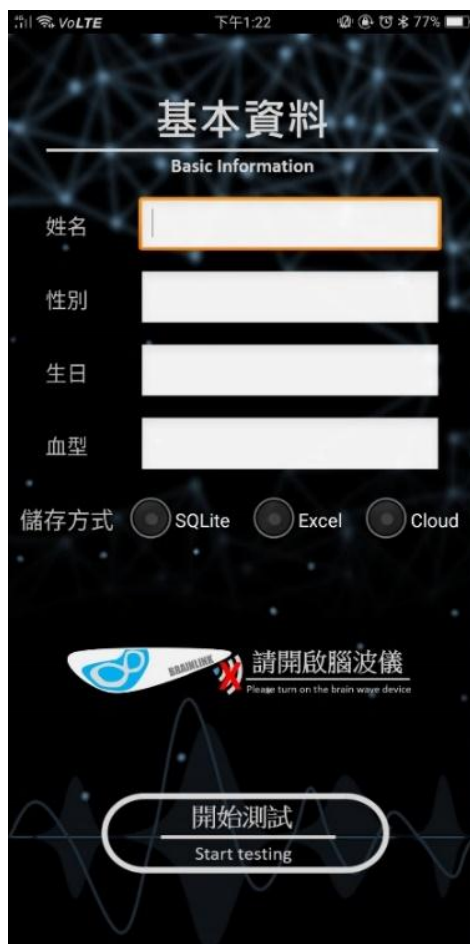 VoLTE 下午1:22 77%
基本資料
Basic Information
姓名
性別
生日
血型
儲存方式 SQLite Excel Cloud
BRAINLINK
請開啟腦波儀
Please turn on the brain wave device
開始測試
Start testing